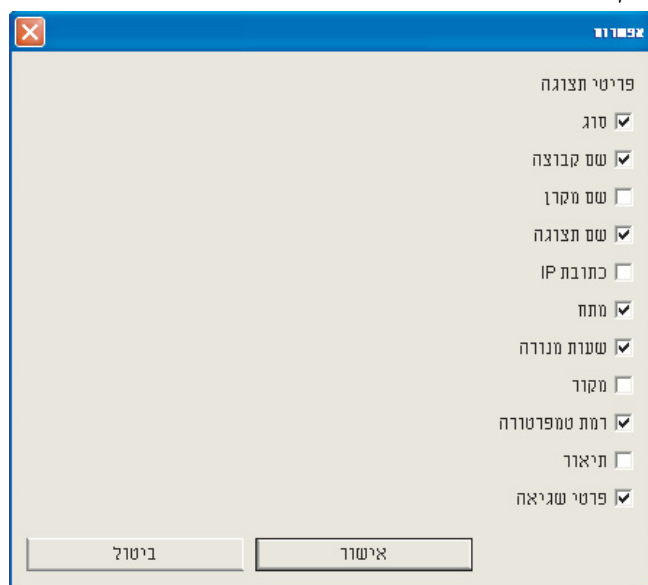 אפשרות
פריטי תצוגה
סוג
שם קבוצה
שם מקרן
שם תצוגה
כתובת IP
מתח
שעות מנורה
מקור
רמת טמפרטורה
תיאור
פרטי שגיאה
אישור
ביטול